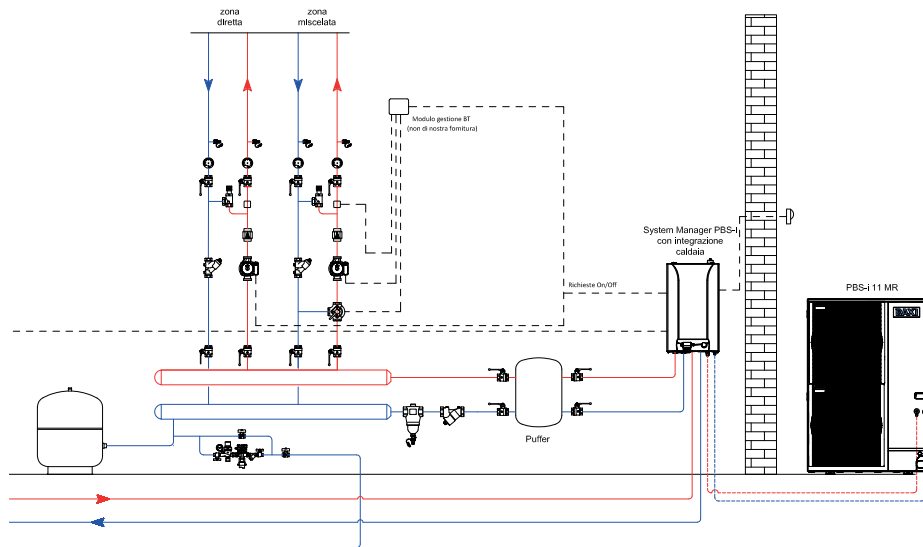 zona
diretta
zona
miscelata
Modulo gestione BT
(non di nostra fornitura)
System Manager PBS-I
con integrazione
caldaia
Richieste On/Off
PBS-i 11 MR
BAXI
Puffer